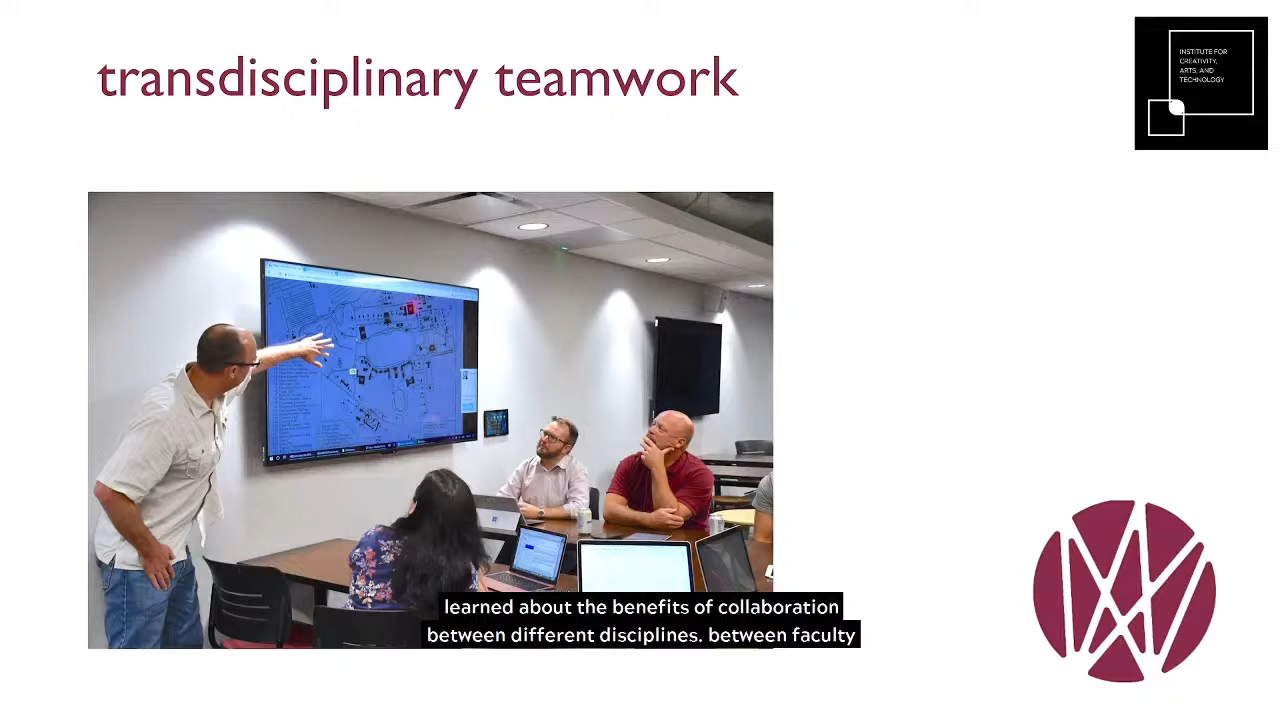 transdisciplinary teamwork
INSTITUTE FOR
CREATIVITY,
ARTS, AND
TECHNOLOGY
learned about the benefits of collaboration
between different disciplines. between faculty